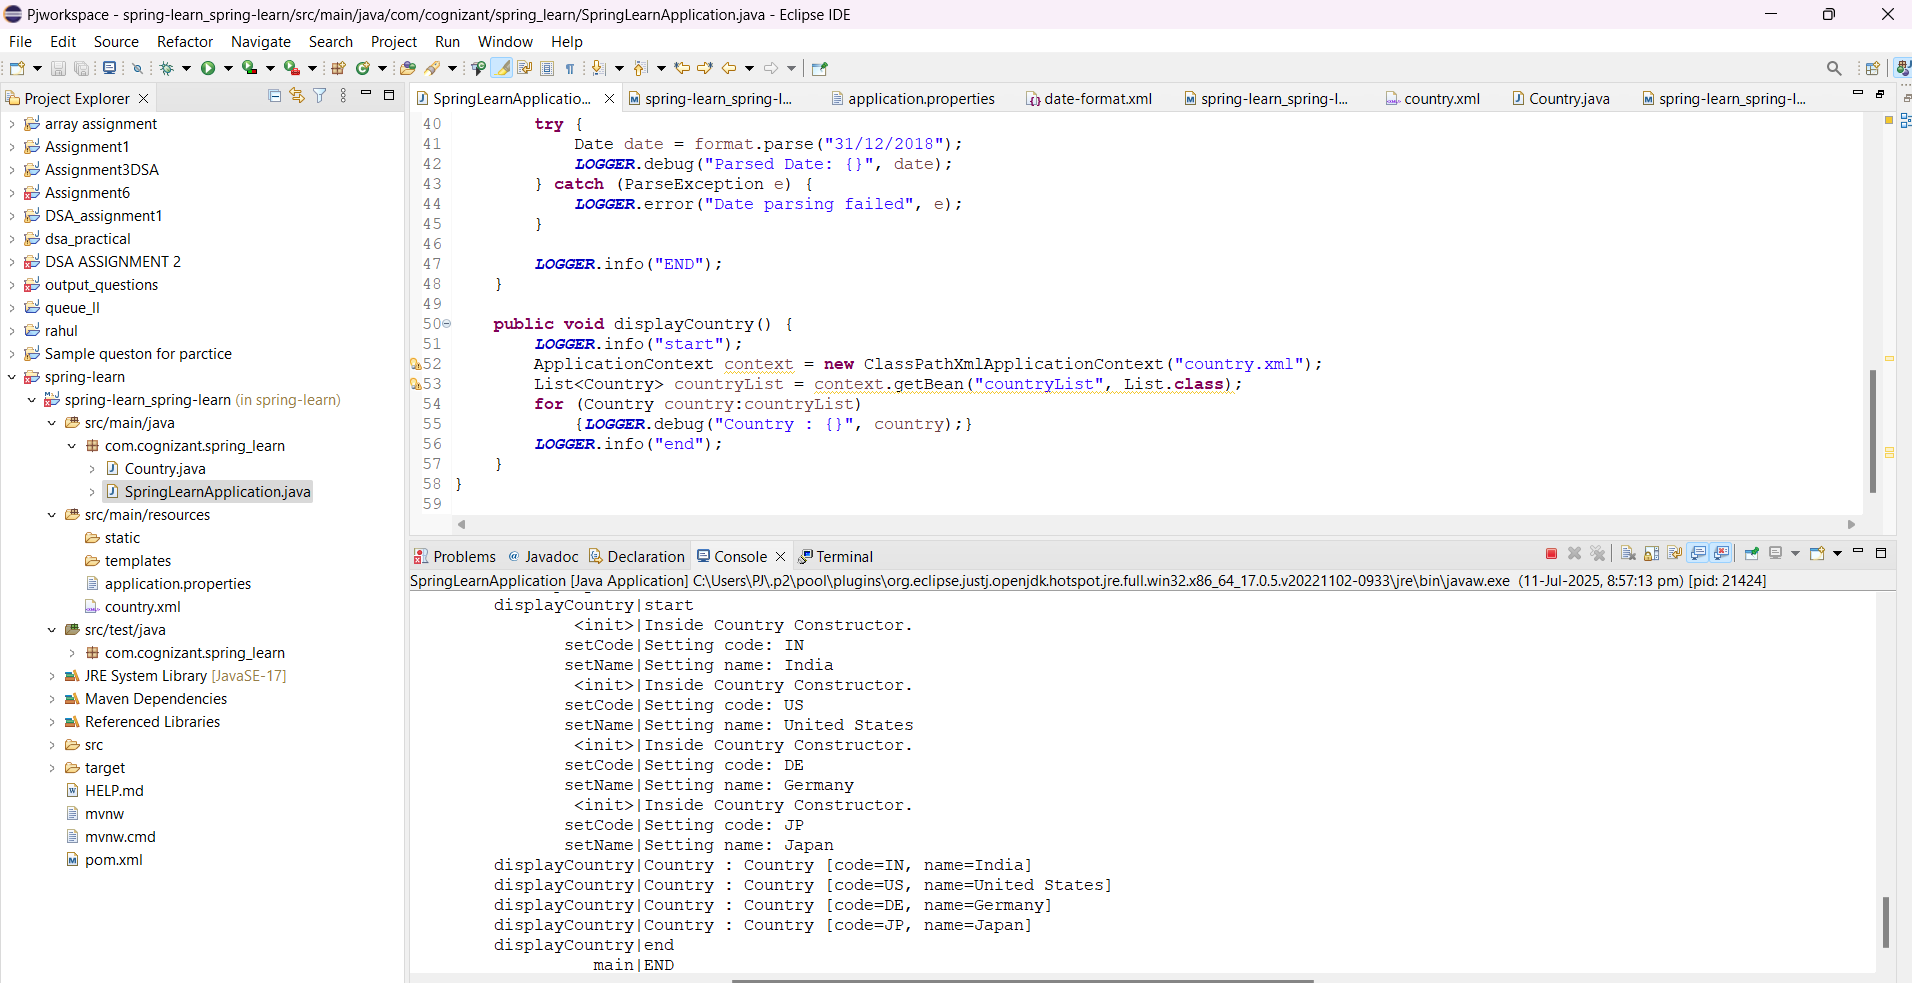 Pjworkspace - spring-learn_spring-learn/src/main/java/com/cognizant/spring_learn/SpringLearnApplication.java - Eclipse IDE
File Edit Source Refactor Navigate Search Project Run Window Help
Project Explorer
array assignment
Assignment1
Assignment3DSA
Assignment6
DSA_assignment1
dsa_practical
DSA ASSIGNMENT 2
output_questions
queue_ll
rahul
Sample queston for parctice
spring-learn
spring-learn_spring-learn (in spring-learn)
src/main/java
com.cognizant.spring_learn
Country.java
SpringLearnApplication.java
src/main/resources
static
templates
application.properties
country.xml
src/test/java
com.cognizant.spring_learn
JRE System Library [JavaSE-17]
Maven Dependencies
Referenced Libraries
src
target
HELP.md
mvnw
mvnw.cmd
pom.xml
SpringLearnApplicatio... spring-learn_spring-l... application.properties date-format.xml spring-learn_spring-l... country.xml Country.java spring-learn_spring-l...
40 try {
41 Date date = format.parse("31/12/2018");
42 LOGGER.debug("Parsed Date: {}", date);
43 } catch (ParseException e) {
44 LOGGER.error("Date parsing failed", e);
45 }
46
47 LOGGER.info("END");
48 }
49
50 public void displayCountry() {
51 LOGGER.info("start");
52 ApplicationContext context = new ClassPathXmlApplicationContext("country.xml");
53 List<Country> countryList = context.getBean("countryList", List.class);
54 for (Country country:countryList)
55 {LOGGER.debug("Country : {}", country);}
56 LOGGER.info("end");
57 }
58 }
59
Problems Javadoc Declaration Console Terminal
SpringLearnApplication [Java Application] C:\Users\PJ\.p2\pool\plugins\org.eclipse.justj.openjdk.hotspot.jre.full.win32.x86_64_17.0.5.v20221102-0933\jre\bin\javaw.exe (11-Jul-2025, 8:57:13 pm) [pid: 21424]
displayCountry|start
<init>|Inside Country Constructor.
setCode|Setting code: IN
setName|Setting name: India
<init>|Inside Country Constructor.
setCode|Setting code: US
setName|Setting name: United States
<init>|Inside Country Constructor.
setCode|Setting code: DE
setName|Setting name: Germany
<init>|Inside Country Constructor.
setCode|Setting code: JP
setName|Setting name: Japan
displayCountry|Country : Country [code=IN, name=India]
displayCountry|Country : Country [code=US, name=United States]
displayCountry|Country : Country [code=DE, name=Germany]
displayCountry|Country : Country [code=JP, name=Japan]
displayCountry|end
main|END